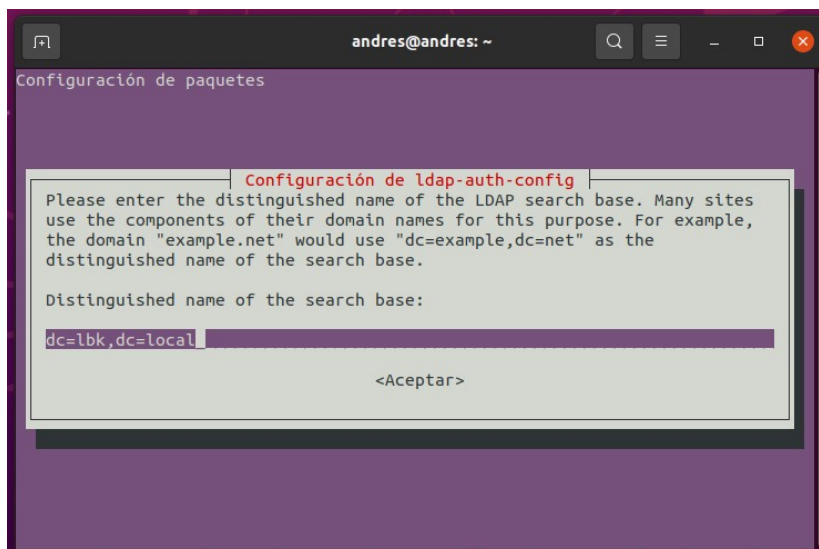 andres@andres: ~
Configuración de paquetes
Configuración de ldap-auth-config
Please enter the distinguished name of the LDAP search base. Many sites
use the components of their domain names for this purpose. For example,
the domain "example.net" would use "dc=example,dc=net" as the
distinguished name of the search base.
Distinguished name of the search base:
dc=lbk,dc=local
<Aceptar>